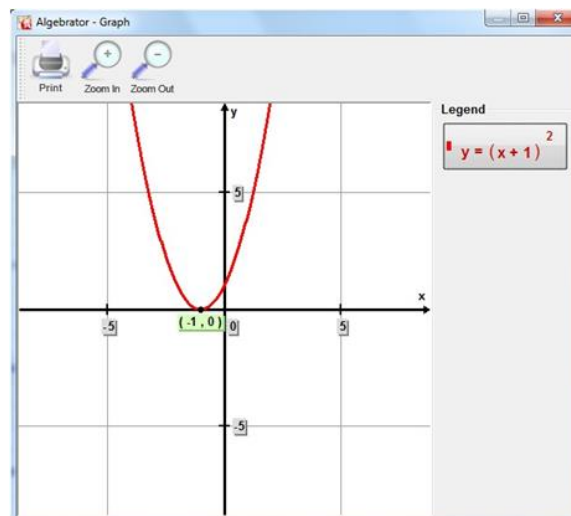 Algebrator - Graph
Print Zoom In Zoom Out
Legend
y = (x + 1)²
y
5
x
(-1 , 0)
-5 0 5
-5